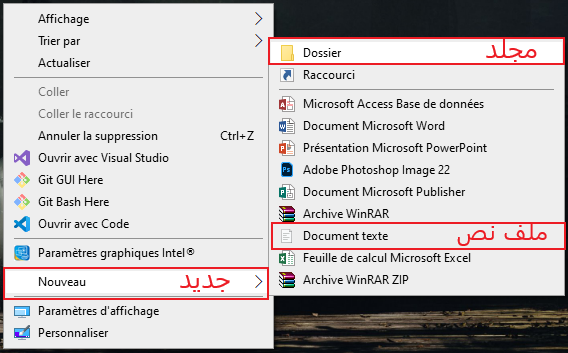 Affichage
Trier par
Actualiser
Coller
Coller le raccourci
Annuler la suppression Ctrl+Z
Ouvrir avec Visual Studio
Git GUI Here
Git Bash Here
Ouvrir avec Code
Paramètres graphiques Intel®
Nouveau جديد
Paramètres d'affichage
Personnaliser
Dossier مجلد
Raccourci
Microsoft Access Base de données
Document Microsoft Word
Présentation Microsoft PowerPoint
Adobe Photoshop Image 22
Document Microsoft Publisher
Archive WinRAR
Document texte ملف نص
Feuille de calcul Microsoft Excel
Archive WinRAR ZIP